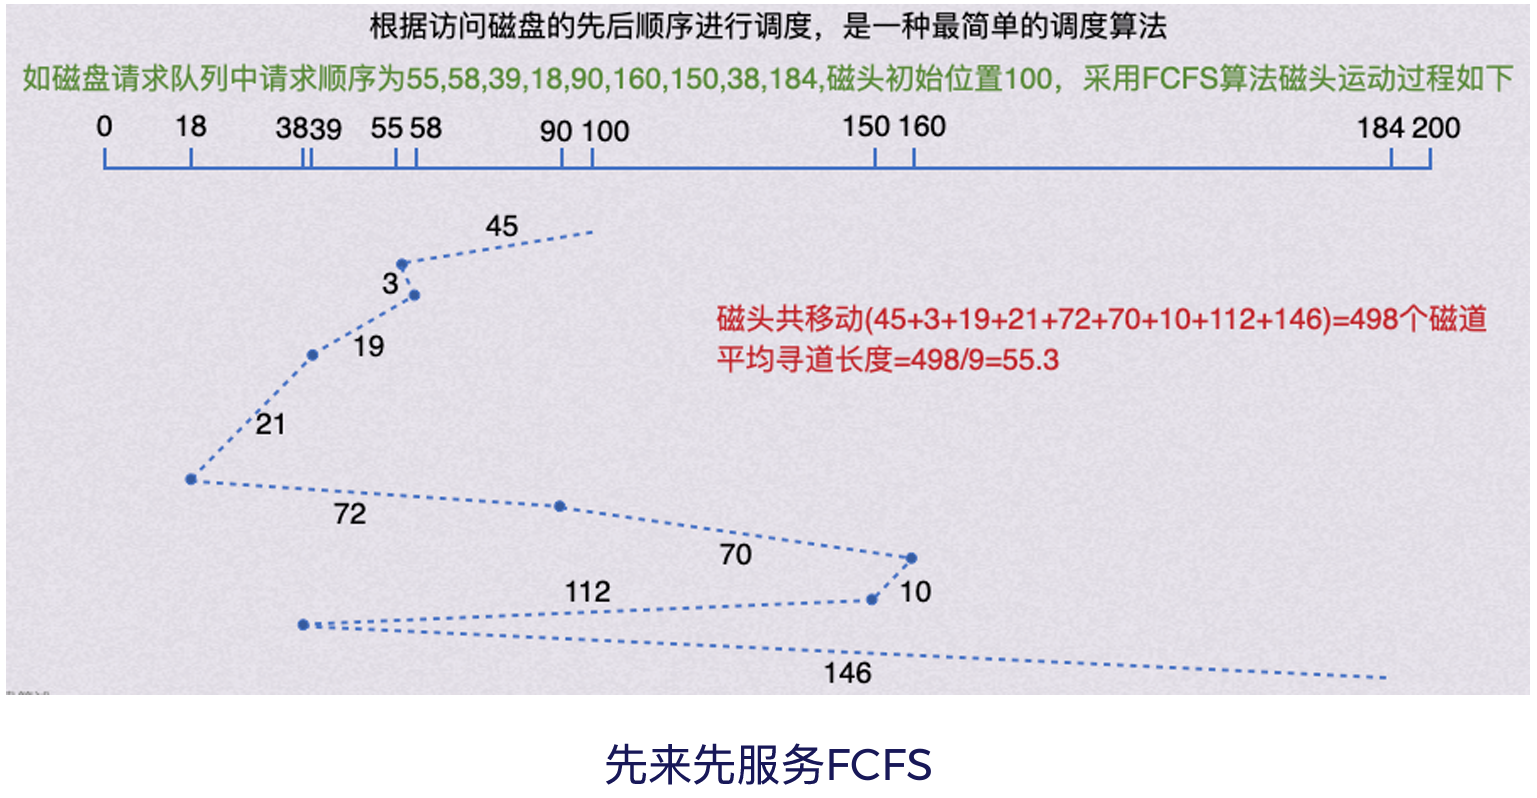 根据访问磁盘的先后顺序进行调度，是一种最简单的调度算法
如磁盘请求队列中请求顺序为55,58,39,18,90,160,150,38,184,磁头初始位置100，采用FCFS算法磁头运动过程如下
0 18 38 39 55 58 90 100 150 160 184 200
45
3
19
磁头共移动(45+3+19+21+72+70+10+112+146)=498个磁道
平均寻道长度=498/9=55.3
21
72
70
112
10
146
先来先服务FCFS